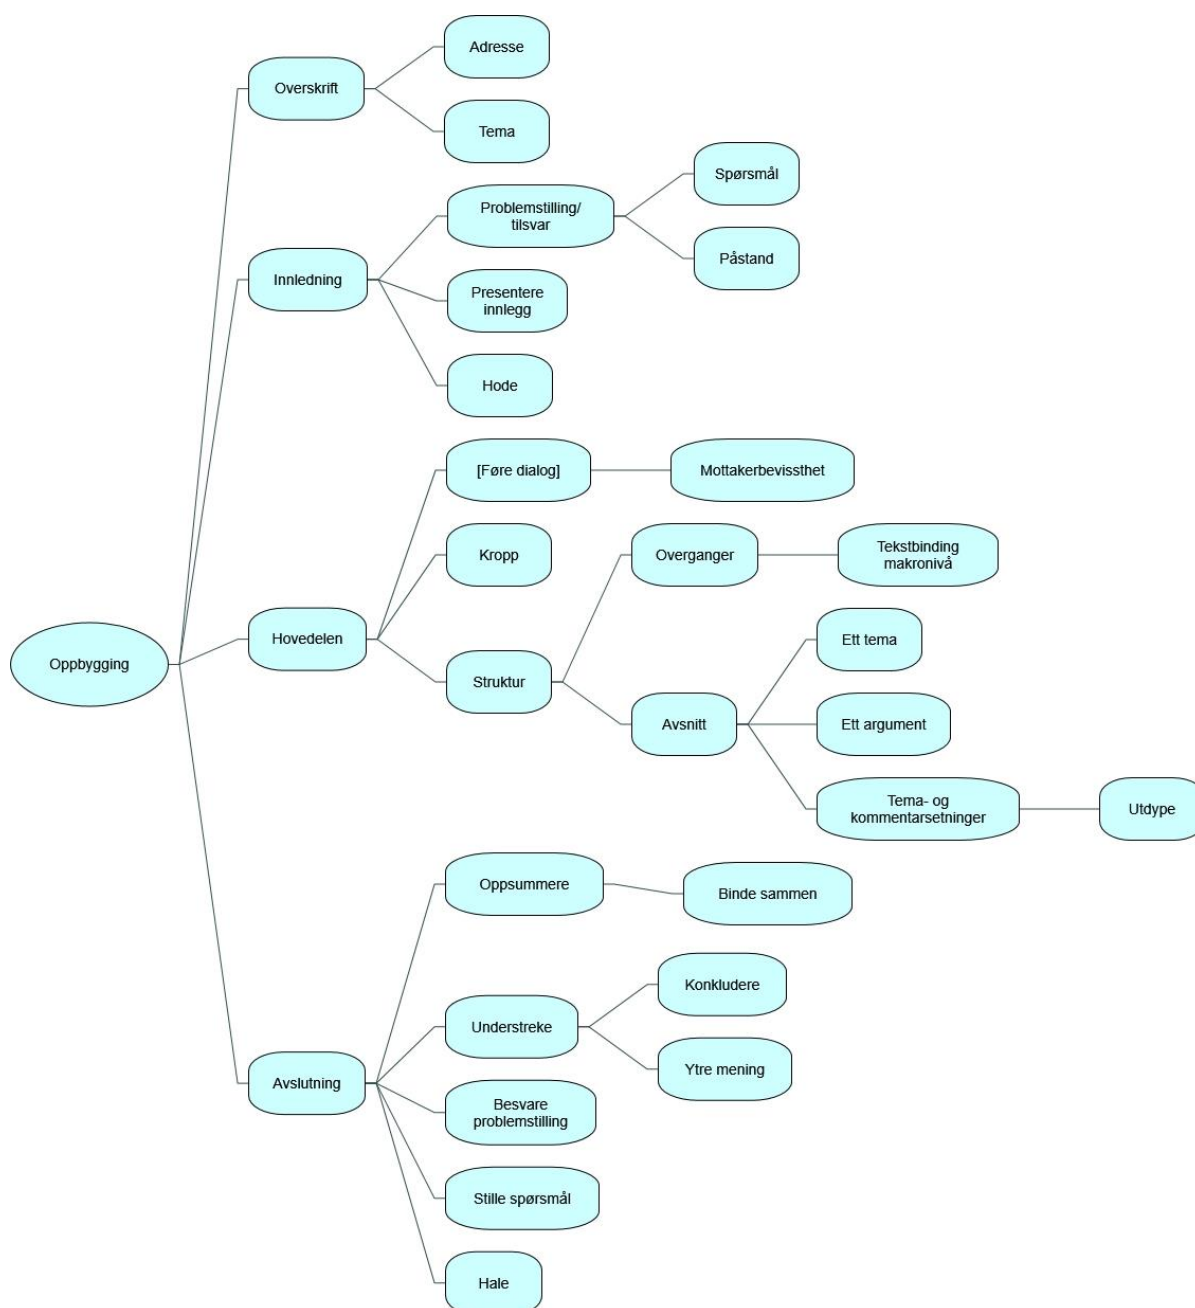 Adresse
Overskrift
Tema
Spørsmål
Problemstilling/
tilsvar
Påstand
Innledning
Presentere
innlegg
Hode
[Føre dialog]
Mottakerbevissthet
Kropp
Overganger
Tekstbinding
makronivå
Hovedelen
Ett tema
Oppbygging
Struktur
Avsnitt
Ett argument
Tema- og
kommentarsetninger
Utdype
Oppsummere
Binde sammen
Konkludere
Understreke
Ytre mening
Avslutning
Besvare
problemstilling
Stille spørsmål
Hale